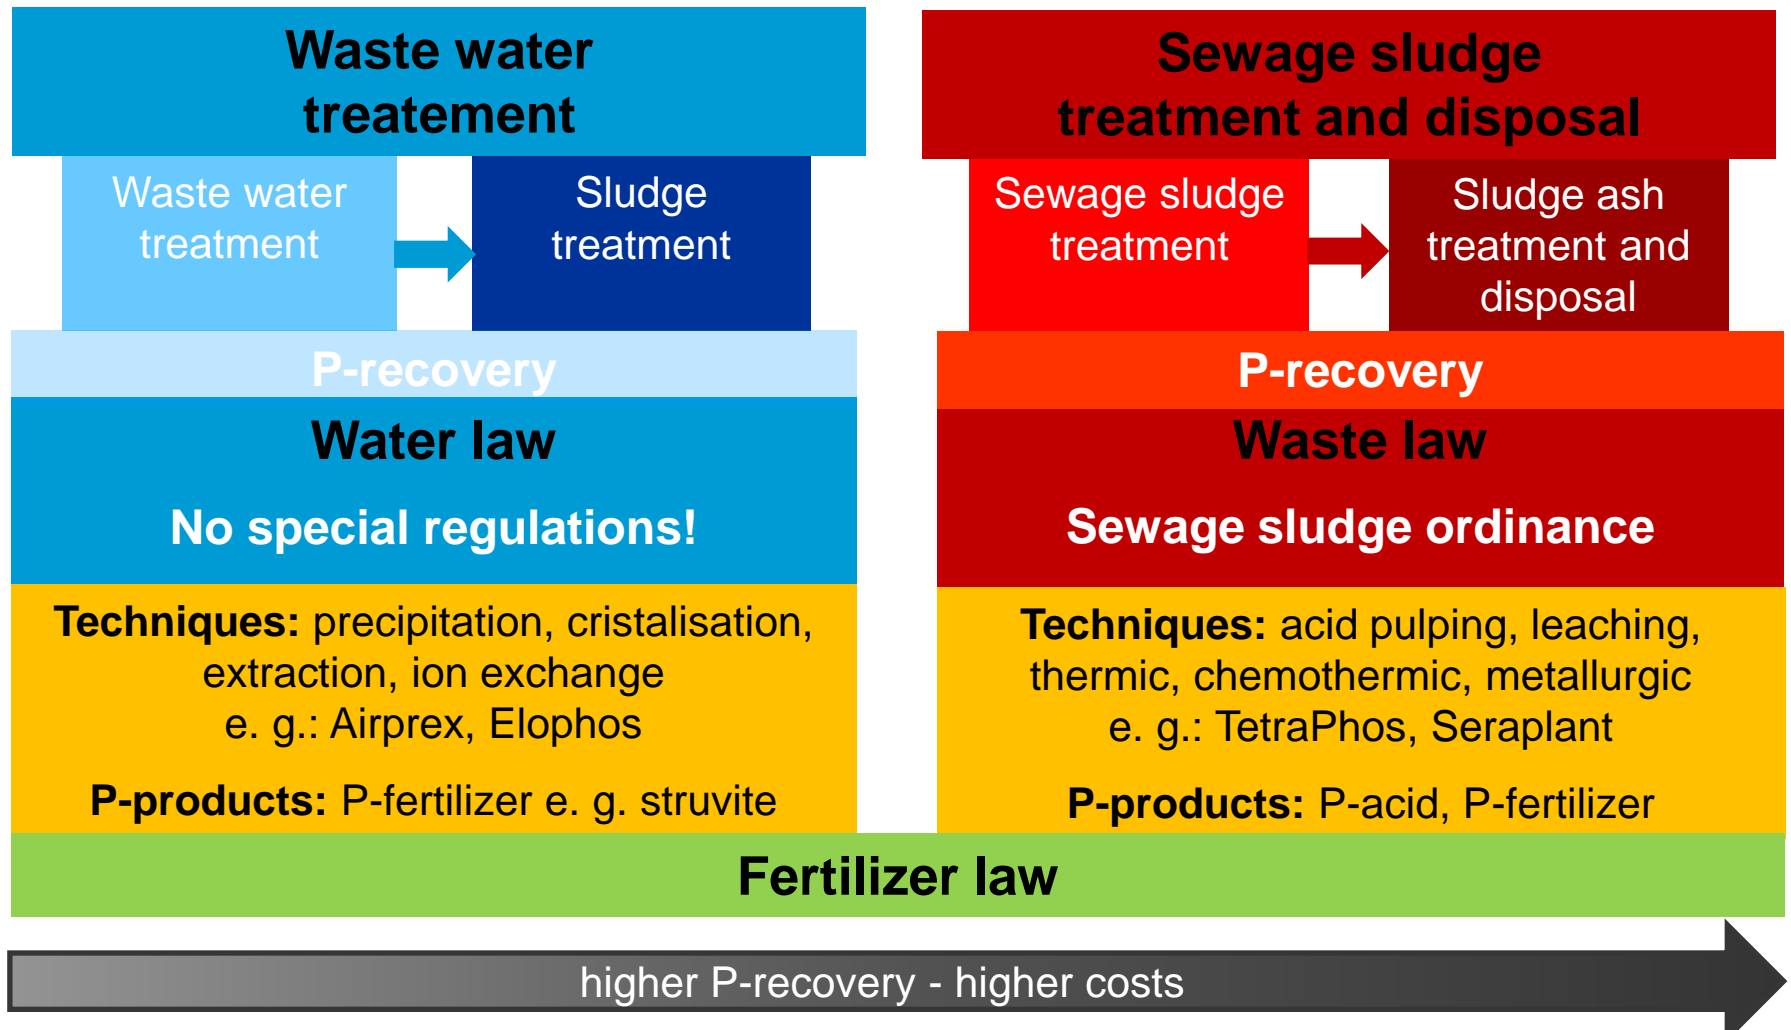 Waste water
treatement
Waste water
treatment
Sludge
treatment
P-recovery
Water law
No special regulations!
Techniques: precipitation, cristalisation,
extraction, ion exchange
e. g.: Airprex, Elophos
P-products: P-fertilizer e. g. struvite
Sewage sludge
treatment and disposal
Sewage sludge
treatment
Sludge ash
treatment and
disposal
P-recovery
Waste law
Sewage sludge ordinance
Techniques: acid pulping, leaching,
thermic, chemothermic, metallurgic
e. g.: TetraPhos, Seraplant
P-products: P-acid, P-fertilizer
Fertilizer law
higher P-recovery - higher costs